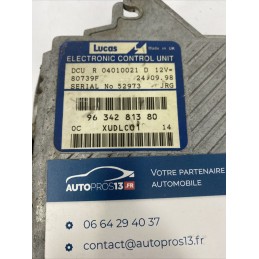 Lucas
Made in UK
ELECTRONIC CONTROL UNIT
DCU R 04010021 D 12V=
80739F 24/09.98
SERIAL No 52973 JRG
96 342 813 80
DC XUDLC01 14
AUTOPROS13.FR
VOTRE PARTENAIRE
AUTOMOBILE
06 64 29 40 37
contact@autopros13.fr